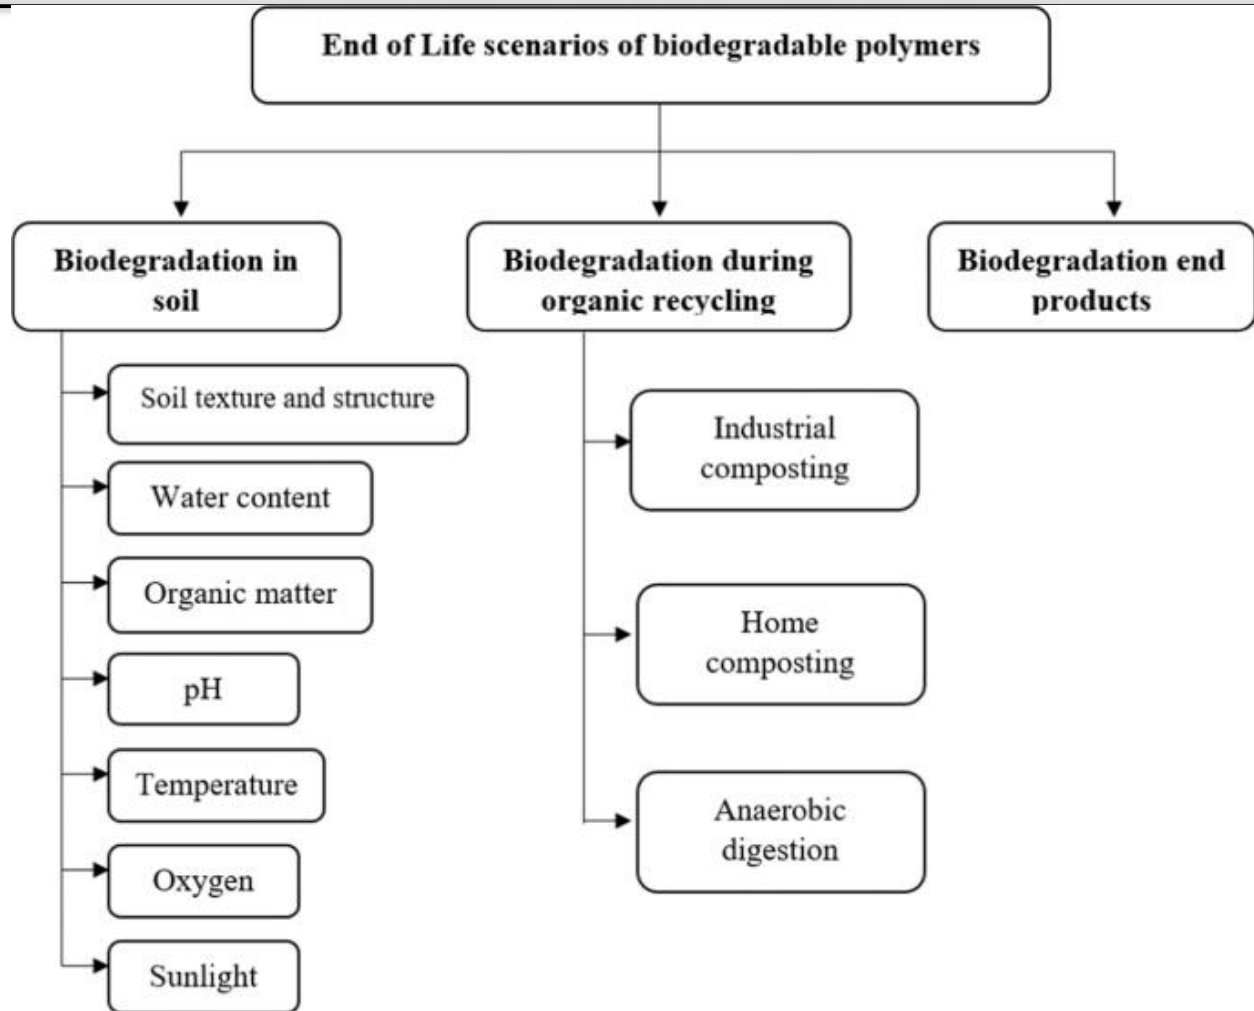 End of Life scenarios of biodegradable polymers
Biodegradation in
soil
Soil texture and structure
Water content
Organic matter
pH
Temperature
Oxygen
Sunlight
Biodegradation during
organic recycling
Industrial
composting
Home
composting
Anaerobic
digestion
Biodegradation end
products